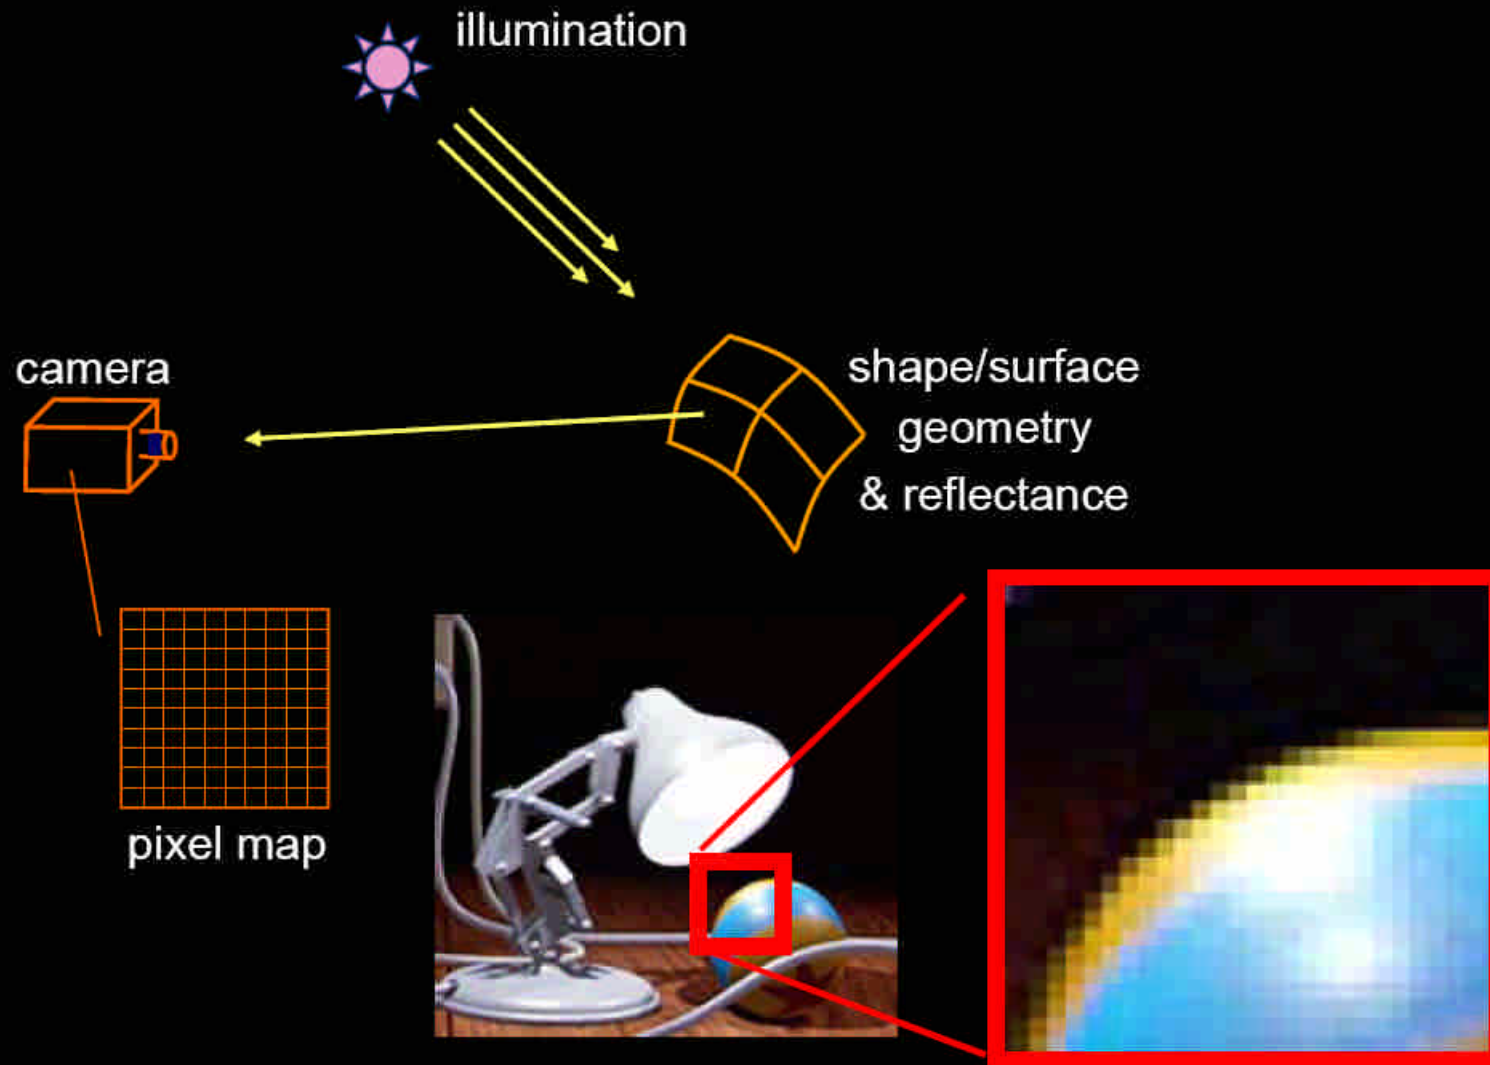 illumination
camera
shape/surface
geometry
& reflectance
pixel map